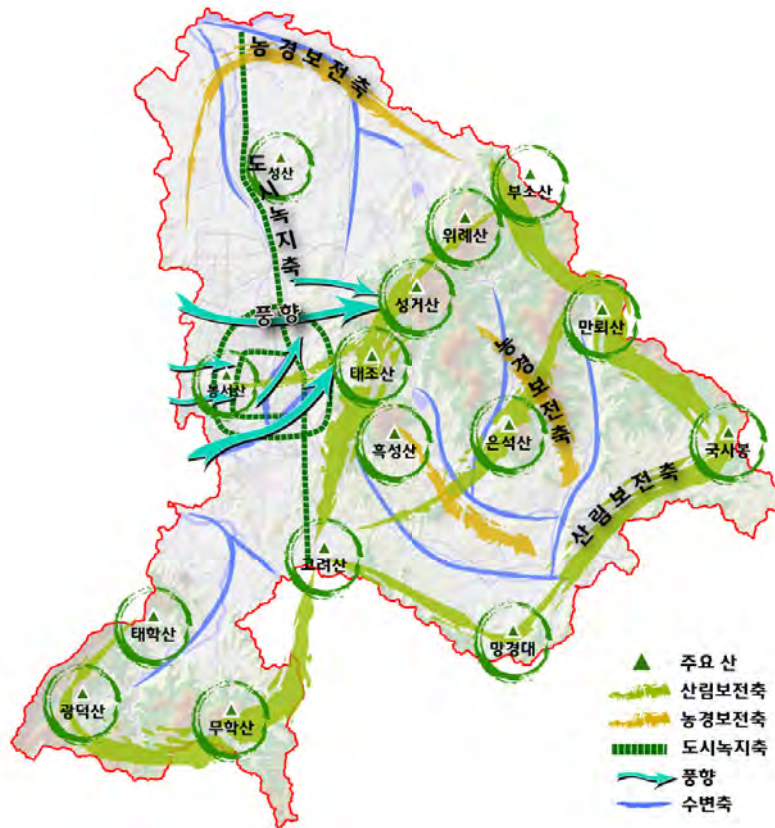 농경보전축
성산
도시녹지축
부소산
위례산
성거산
풍향
만뢰산
태조산
농경보전축
봉서산
흑성산
은석산
국사봉
산림보전축
고려산
태학산
망경대
광덕산
무학산
주요 산
산림보전축
농경보전축
도시녹지축
풍향
수변축